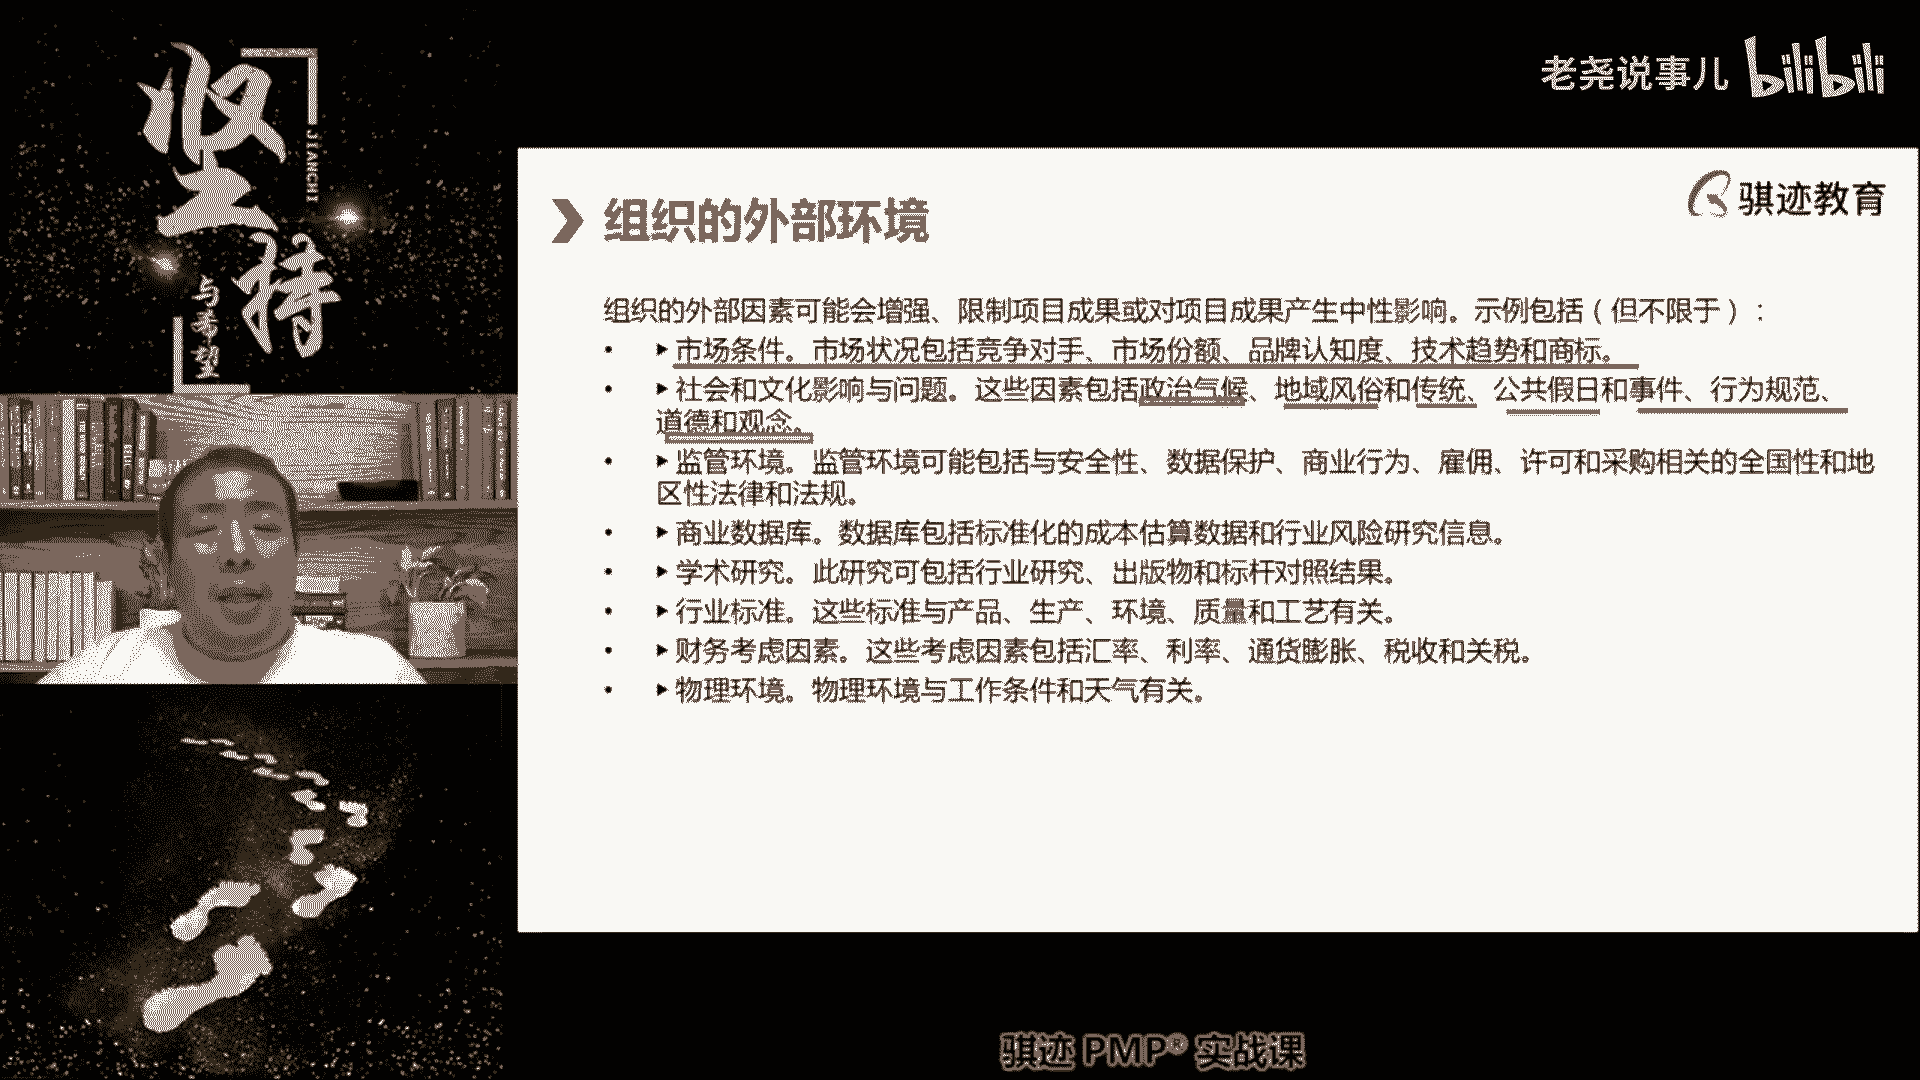 坚持
JIANCHI
与希望
老尧说事儿 bilibili
骐迹教育
组织的外部环境
组织的外部因素可能会增强、限制项目成果或对项目成果产生中性影响。示例包括（但不限于）：
• ▶市场条件。市场状况包括竞争对手、市场份额、品牌认知度、技术趋势和商标。
• ▶社会和文化影响与问题。这些因素包括政治气候、地域风俗和传统、公共假日和事件、行为规范、
道德和观念。
• ▶监管环境。监管环境可能包括与安全性、数据保护、商业行为、雇佣、许可和采购相关的全国性和地
区性法律和法规。
• ▶商业数据库。数据库包括标准化的成本估算数据和行业风险研究信息。
• ▶学术研究。此研究可包括行业研究、出版物和标杆对照结果。
• ▶行业标准。这些标准与产品、生产、环境、质量和工艺有关。
• ▶财务考虑因素。这些考虑因素包括汇率、利率、通货膨胀、税收和关税。
• ▶物理环境。物理环境与工作条件和天气有关。
骐迹 PMP® 实战课